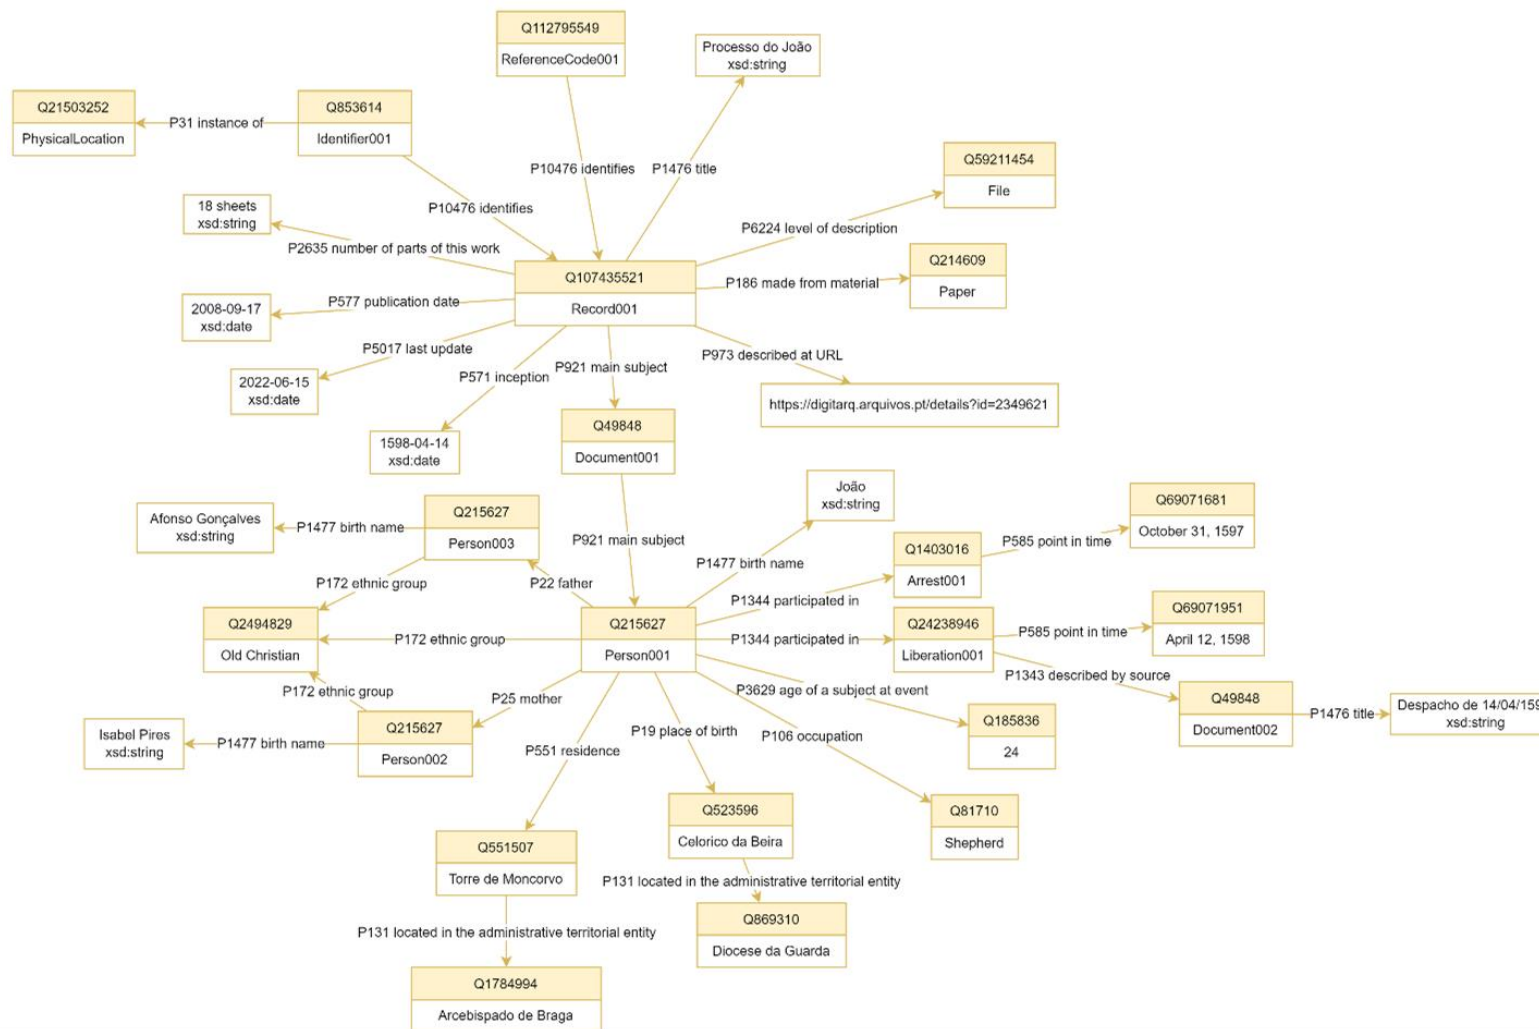 Q112795549
ReferenceCode001
Processo do João
xsd:string
Q21503252
PhysicalLocation
P31 instance of
Q853614
Identifier001
P10476 identifies
P1476 title
Q59211454
File
18 sheets
xsd:string
P10476 identifies
P6224 level of description
P2635 number of parts of this work
Q107435521
Record001
P186 made from material
Q214609
Paper
2008-09-17
xsd:date
P577 publication date
P5017 last update
P571 inception
P921 main subject
P973 described at URL
2022-06-15
xsd:date
https://digitarq.arquivos.pt/details?id=2349621
1598-04-14
xsd:date
Q49848
Document001
João
xsd:string
Afonso Gonçalves
xsd:string
P1477 birth name
Q215627
Person003
P921 main subject
P1477 birth name
Q69071681
October 31, 1597
P585 point in time
Q1403016
Arrest001
P172 ethnic group
P22 father
P1344 participated in
Q69071951
April 12, 1598
Q2494829
Old Christian
P172 ethnic group
Q215627
Person001
P1344 participated in
Q24238946
Liberation001
P585 point in time
P1343 described by source
P172 ethnic group
P25 mother
P3629 age of a subject at event
Q49848
Document002
P1476 title
Despacho de 14/04/159
xsd:string
Isabel Pires
xsd:string
P1477 birth name
Q215627
Person002
P551 residence
P19 place of birth
P106 occupation
Q185836
24
Q523596
Celorico da Beira
Q81710
Shepherd
Q551507
Torre de Moncorvo
P131 located in the administrative territorial entity
Q869310
Diocese da Guarda
P131 located in the administrative territorial entity
Q1784994
Arcebispado de Braga